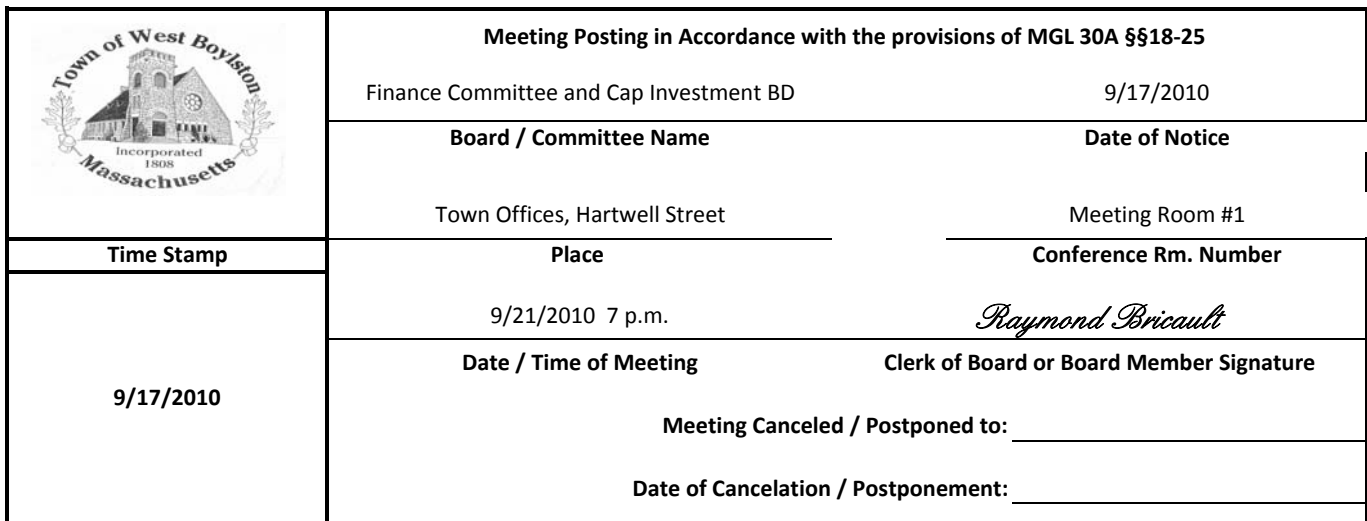 Town of West Boylston
Incorporated
1808
Massachusetts
Meeting Posting in Accordance with the provisions of MGL 30A §§18-25
Finance Committee and Cap Investment BD 9/17/2010
Board / Committee Name Date of Notice
Town Offices, Hartwell Street Meeting Room #1
Time Stamp Place Conference Rm. Number
9/21/2010 7 p.m. Raymond Bricault
Date / Time of Meeting Clerk of Board or Board Member Signature
9/17/2010
Meeting Canceled / Postponed to:
Date of Cancelation / Postponement: